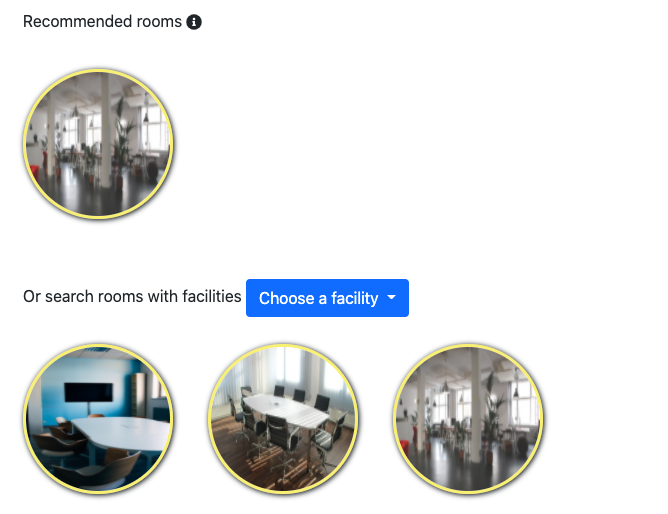 Recommended rooms
Or search rooms with facilities Choose a facility